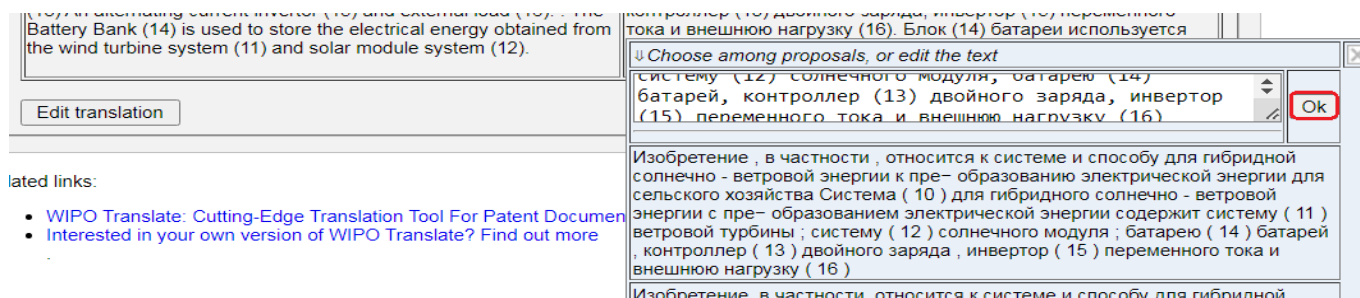 (15) An alternating current invertor (15) and external load (15). . The
Battery Bank (14) is used to store the electrical energy obtained from
the wind turbine system (11) and solar module system (12).
контроллер (13) двойного заряда, инвертор (15) переменного
тока и внешнюю нагрузку (16). Блок (14) батареи используется
⇓Choose among proposals, or edit the text
систему (12) солнечного модуля, батарею (14)
батарей, контроллер (13) двойного заряда, инвертор
(15) переменного тока и внешнюю нагрузку (16)
Ok
Edit translation
Изобретение , в частности , относится к системе и способу для гибридной
солнечно - ветровой энергии к пре− образованию электрической энергии для
сельского хозяйства Система ( 10 ) для гибридного солнечно - ветровой
энергии с пре− образованием электрической энергии содержит систему ( 11 )
ветровой турбины ; систему ( 12 ) солнечного модуля ; батарею ( 14 ) батарей
, контроллер ( 13 ) двойного заряда , инвертор ( 15 ) переменного тока и
внешнюю нагрузку ( 16 )
Изобретение, в частности, относится к системе и способу для гибридной
lated links:
WIPO Translate: Cutting-Edge Translation Tool For Patent Documen
Interested in your own version of WIPO Translate? Find out more
.